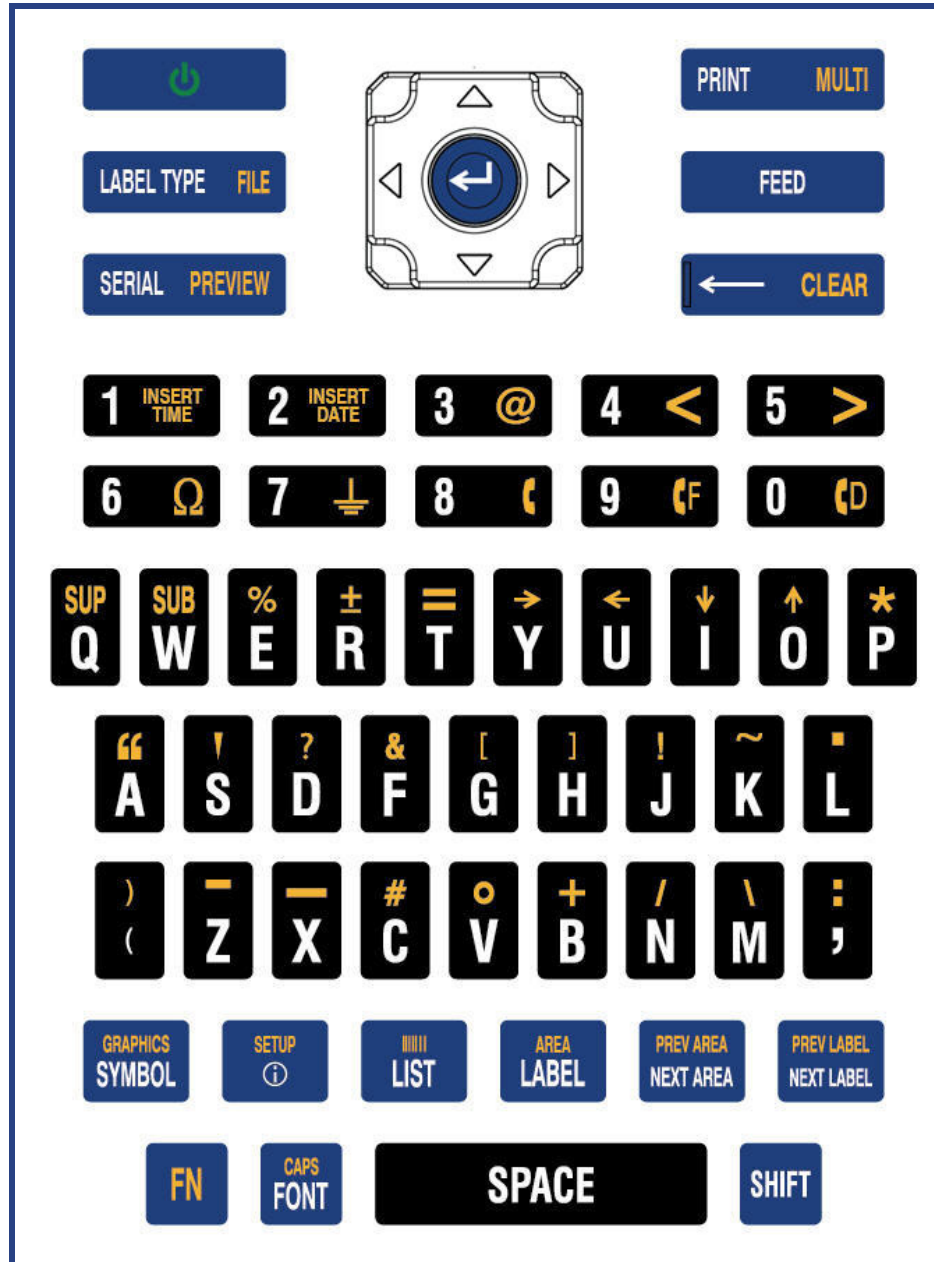 PRINT MULTI
LABEL TYPE FILE
FEED
SERIAL PREVIEW
← CLEAR
1 INSERT TIME 2 INSERT DATE 3 @ 4 < 5 >
6 Ω 7 ⏚ 8 9 F 0 D
SUP SUB % ± = → ← ↓ ↑ *
Q W E R T Y U I O P
“ ' ? & [ ] ! ~ .
A S D F G H J K L
) - — # ° + / \ :
( Z X C V B N M ,
GRAPHICS SETUP AREA PREV AREA PREV LABEL
SYMBOL ⓘ LIST LABEL NEXT AREA NEXT LABEL
CAPS
FN FONT SPACE SHIFT